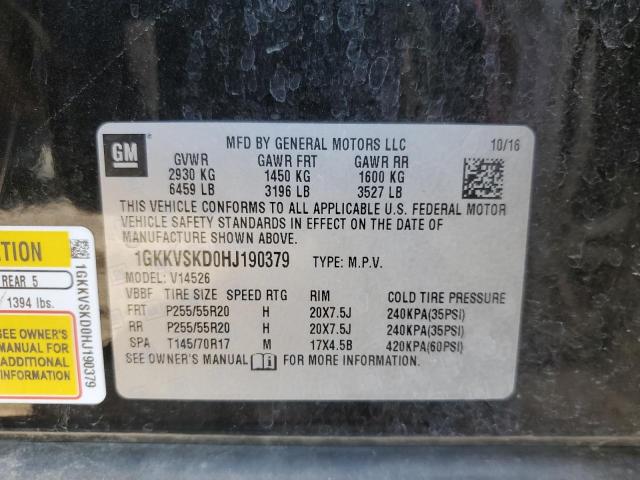 GM
MFD BY GENERAL MOTORS LLC 10/16
GVWR GAWR FRT GAWR RR
2930 KG 1450 KG 1600 KG
6459 LB 3196 LB 3527 LB
THIS VEHICLE CONFORMS TO ALL APPLICABLE U.S. FEDERAL MOTOR
VEHICLE SAFETY STANDARDS IN EFFECT ON THE DATE OF
MANUFACTURE SHOWN ABOVE.
1GKKVSKD0HJ190379 TYPE: M.P.V.
MODEL: V14526
VBBF TIRE SIZE SPEED RTG RIM COLD TIRE PRESSURE
FRT P255/55R20 H 20X7.5J 240KPA(35PSI)
RR P255/55R20 H 20X7.5J 240KPA(35PSI)
SPA T145/70R17 M 17X4.5B 420KPA(60PSI)
SEE OWNER'S MANUAL FOR MORE INFORMATION.
TION
REAR 5
1394 lbs.
SEE OWNER'S
MANUAL FOR
ADDITIONAL
INFORMATION
1GKKVSKD0HJ190379